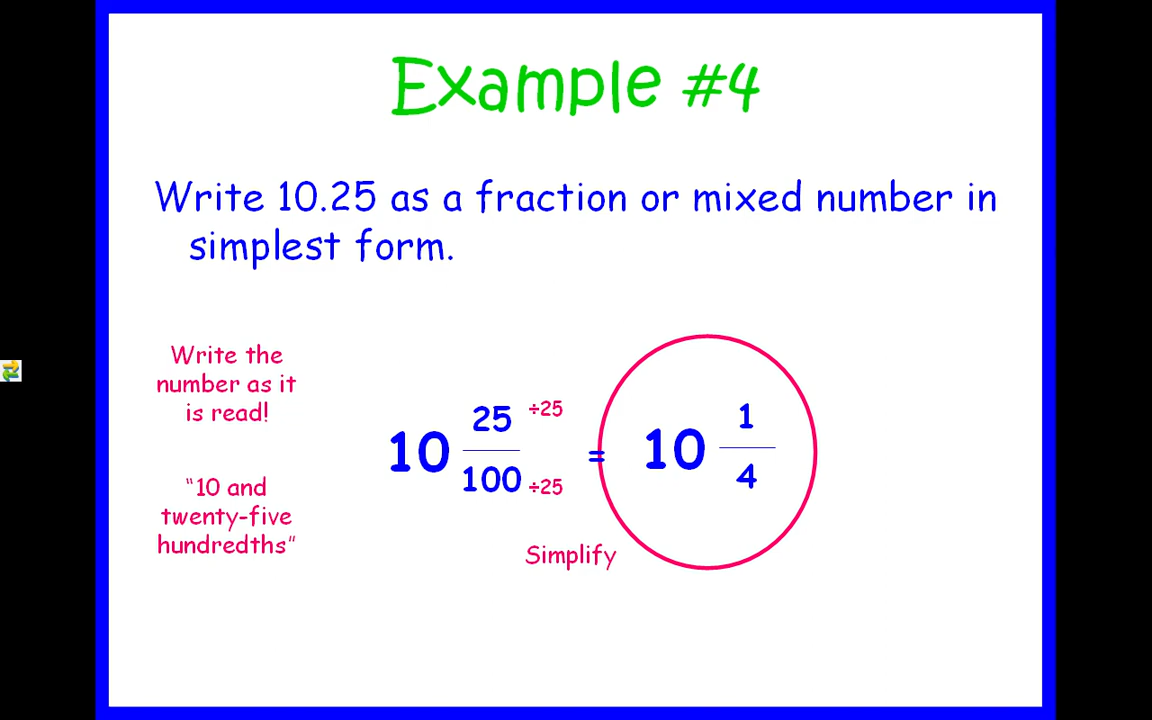 Example #4
Write 10.25 as a fraction or mixed number in
simplest form.
Write the
number as it
is read!
"10 and
twenty-five
hundredths"
10 25/100 ÷25 ÷25 = 10 1/4
Simplify